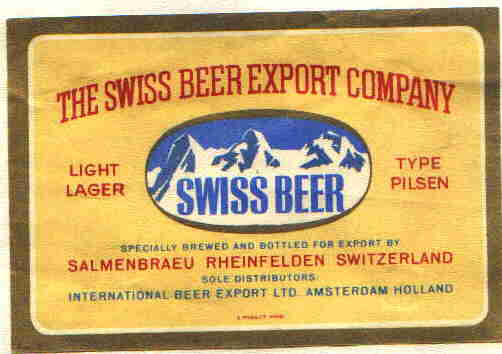 THE SWISS BEER EXPORT COMPANY
LIGHT
LAGER
TYPE
PILSEN
SWISS BEER
SPECIALLY BREWED AND BOTTLED FOR EXPORT BY
SALMENBRAEU RHEINFELDEN SWITZERLAND
SOLE DISTRIBUTORS:
INTERNATIONAL BEER EXPORT LTD. AMSTERDAM HOLLAND